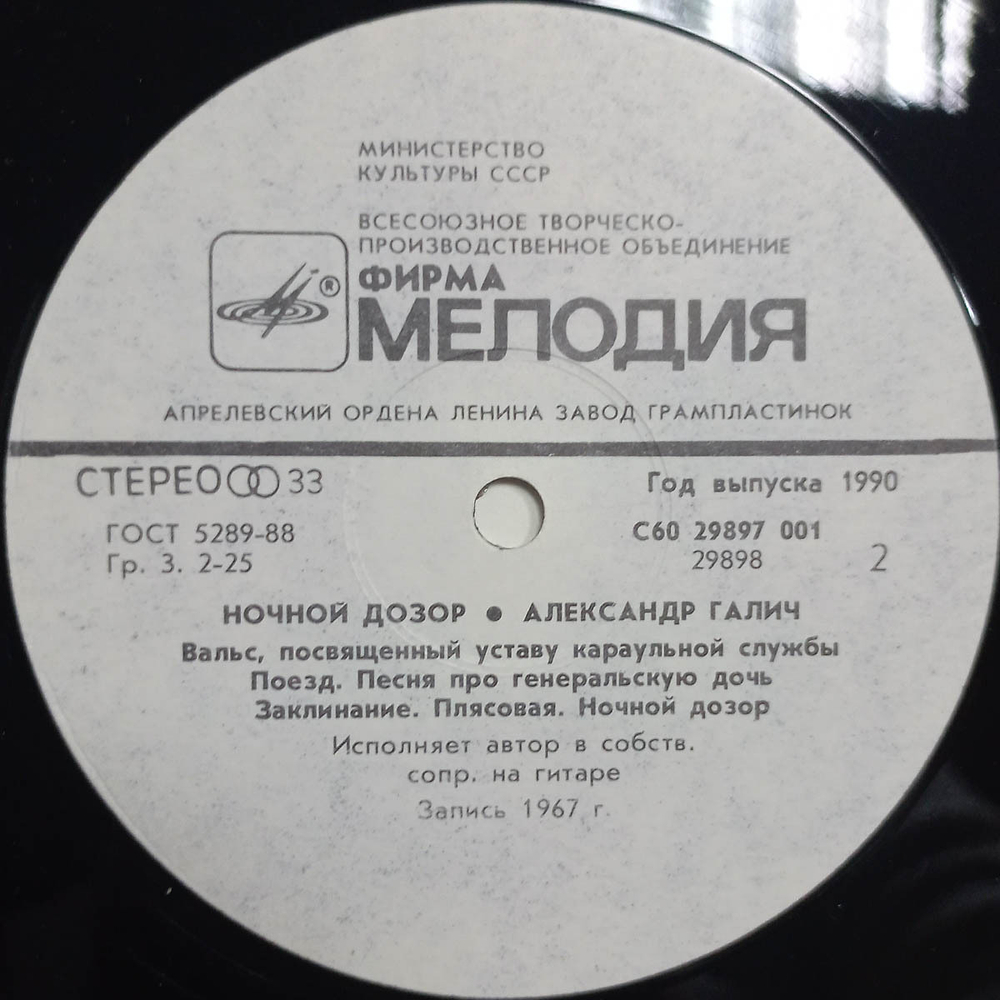 МИНИСТЕРСТВО
КУЛЬТУРЫ СССР
ВСЕСОЮЗНОЕ ТВОРЧЕСКО-
ПРОИЗВОДСТВЕННОЕ ОБЪЕДИНЕНИЕ
ФИРМА
®
МЕЛОДИЯ
АПРЕЛЕВСКИЙ ОРДЕНА ЛЕНИНА ЗАВОД ГРАМПЛАСТИНОК
СТЕРЕО 33
Год выпуска 1990
ГОСТ 5289-88
С60 29897 001
Гр. 3. 2-25
29898
2
НОЧНОЙ ДОЗОР ● АЛЕКСАНДР ГАЛИЧ
Вальс, посвященный уставу караульной службы
Поезд. Песня про генеральскую дочь
Заклинание. Плясовая. Ночной дозор
Исполняет автор в собств.
сопр. на гитаре
Запись 1967 г.